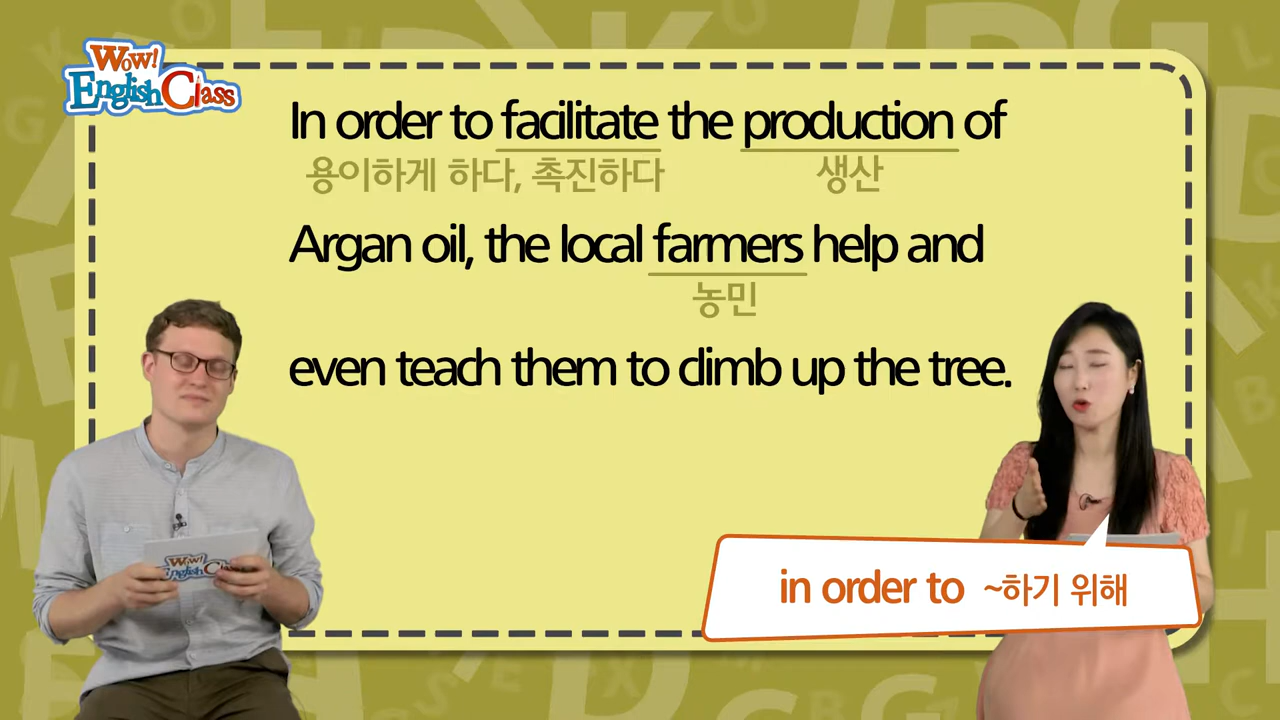 Wow!
English Class
In order to facilitate the production of
용이하게 하다, 촉진하다 생산
Argan oil, the local farmers help and
농민
even teach them to climb up the tree.
Wow!
English Class
in order to ~하기 위해